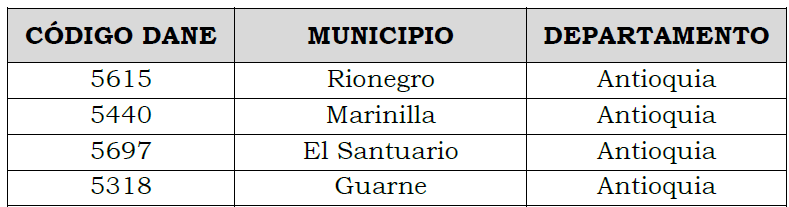 CÓDIGO DANE MUNICIPIO DEPARTAMENTO
5615 Rionegro Antioquia
5440 Marinilla Antioquia
5697 El Santuario Antioquia
5318 Guarne Antioquia